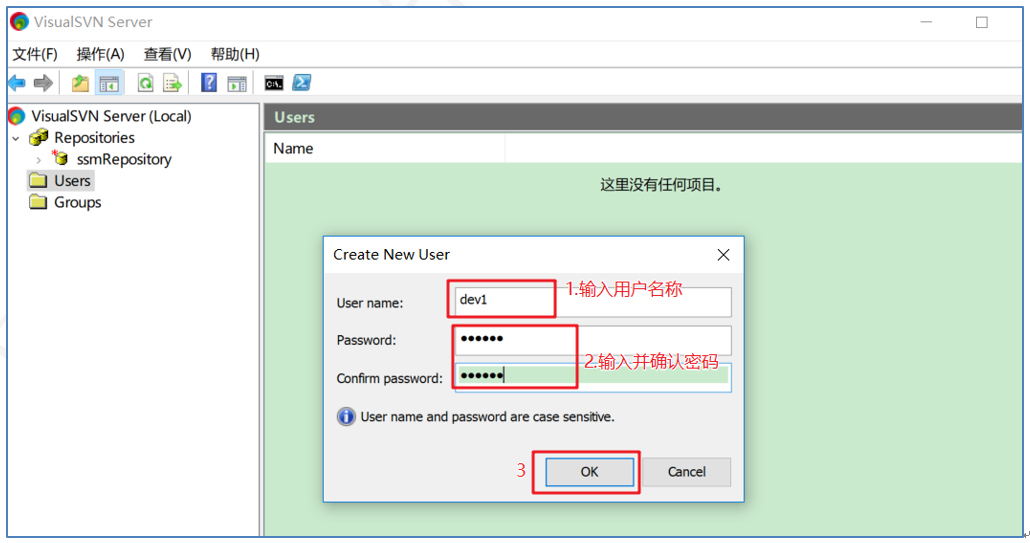 VisualSVN Server
文件(F) 操作(A) 查看(V) 帮助(H)
VisualSVN Server (Local)
Repositories
ssmRepository
Users
Groups
Users
Name
这里没有任何项目。
Create New User
User name: dev1
1.输入用户名称
Password: ●●●●●●
2.输入并确认密码
Confirm password: ●●●●●●
User name and password are case sensitive.
3 OK Cancel